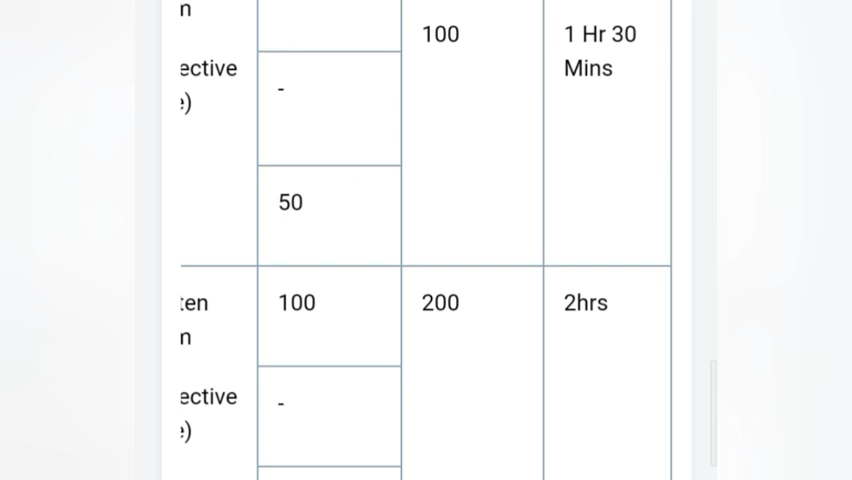 n
ective
e)
100
1 Hr 30
Mins
-
50
ten
n
ective
e)
100
200
2hrs
-